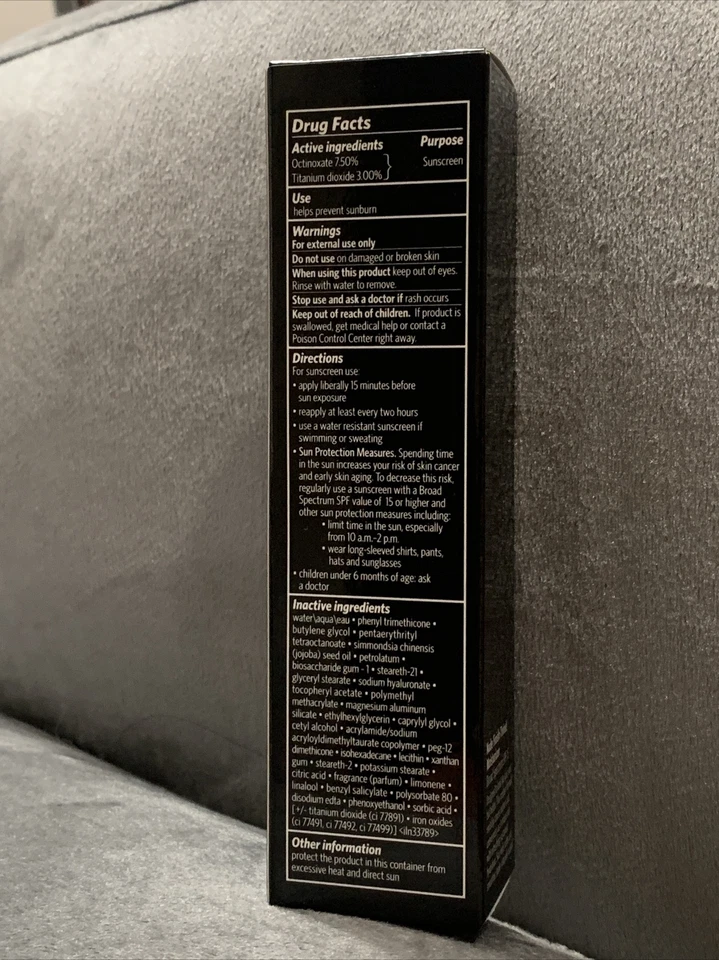 Drug Facts
Active ingredients Purpose
Octinoxate 7.50% Sunscreen
Titanium dioxide 3.00%
Use
helps prevent sunburn
Warnings
For external use only
Do not use on damaged or broken skin
When using this product keep out of eyes.
Rinse with water to remove.
Stop use and ask a doctor if rash occurs
Keep out of reach of children. If product is
swallowed, get medical help or contact a
Poison Control Center right away.
Directions
For sunscreen use:
• apply liberally 15 minutes before
sun exposure
• reapply at least every two hours
• use a water resistant sunscreen if
swimming or sweating
• Sun Protection Measures. Spending time
in the sun increases your risk of skin cancer
and early skin aging. To decrease this risk,
regularly use a sunscreen with a Broad
Spectrum SPF value of 15 or higher and
other sun protection measures including:
• limit time in the sun, especially
from 10 a.m.-2 p.m.
• wear long-sleeved shirts, pants,
hats and sunglasses
• children under 6 months of age: ask
a doctor
Inactive ingredients
water\aqua\eau • phenyl trimethicone •
butylene glycol • pentaerythrityl
tetraoctanoate • simmondsia chinensis
(jojoba) seed oil • petrolatum •
biosaccharide gum - 1 • steareth-21 •
glyceryl stearate • sodium hyaluronate •
tocopheryl acetate • polymethyl
methacrylate • magnesium aluminum
silicate • ethylhexylglycerin • caprylyl glycol •
cetyl alcohol • acrylamide/sodium
acryloyldimethyltaurate copolymer • peg-12
dimethicone • isohexadecane • lecithin • xanthan
gum • steareth-2 • potassium stearate •
citric acid • fragrance (parfum) • limonene •
linalool • benzyl salicylate • polysorbate 80 •
disodium edta • phenoxyethanol • sorbic acid •
[+/- titanium dioxide (ci 77891) • iron oxides
(ci 77491, ci 77492, ci 77499)] <iln33789>
Other information
protect the product in this container from
excessive heat and direct sun